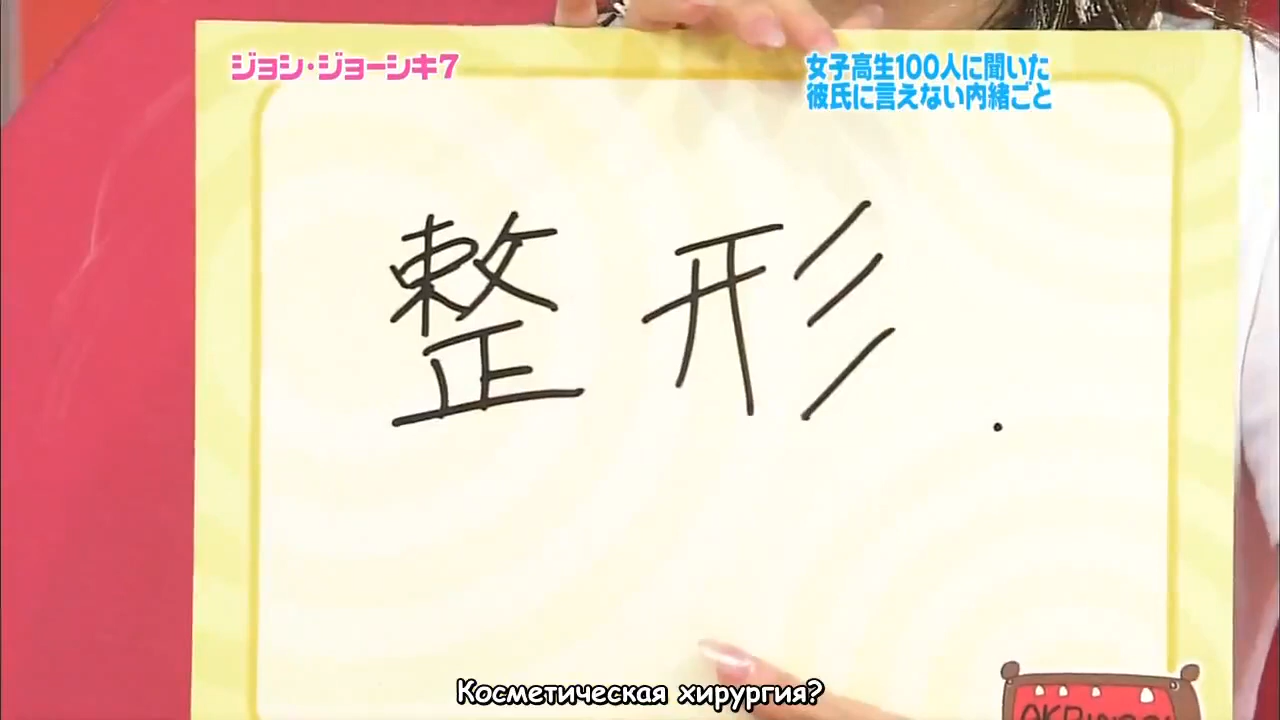 ジョシ・ジョーシキ7
女子高生100人に聞いた
彼氏に言えない内緒ごと
整形.
Косметическая хирургия?